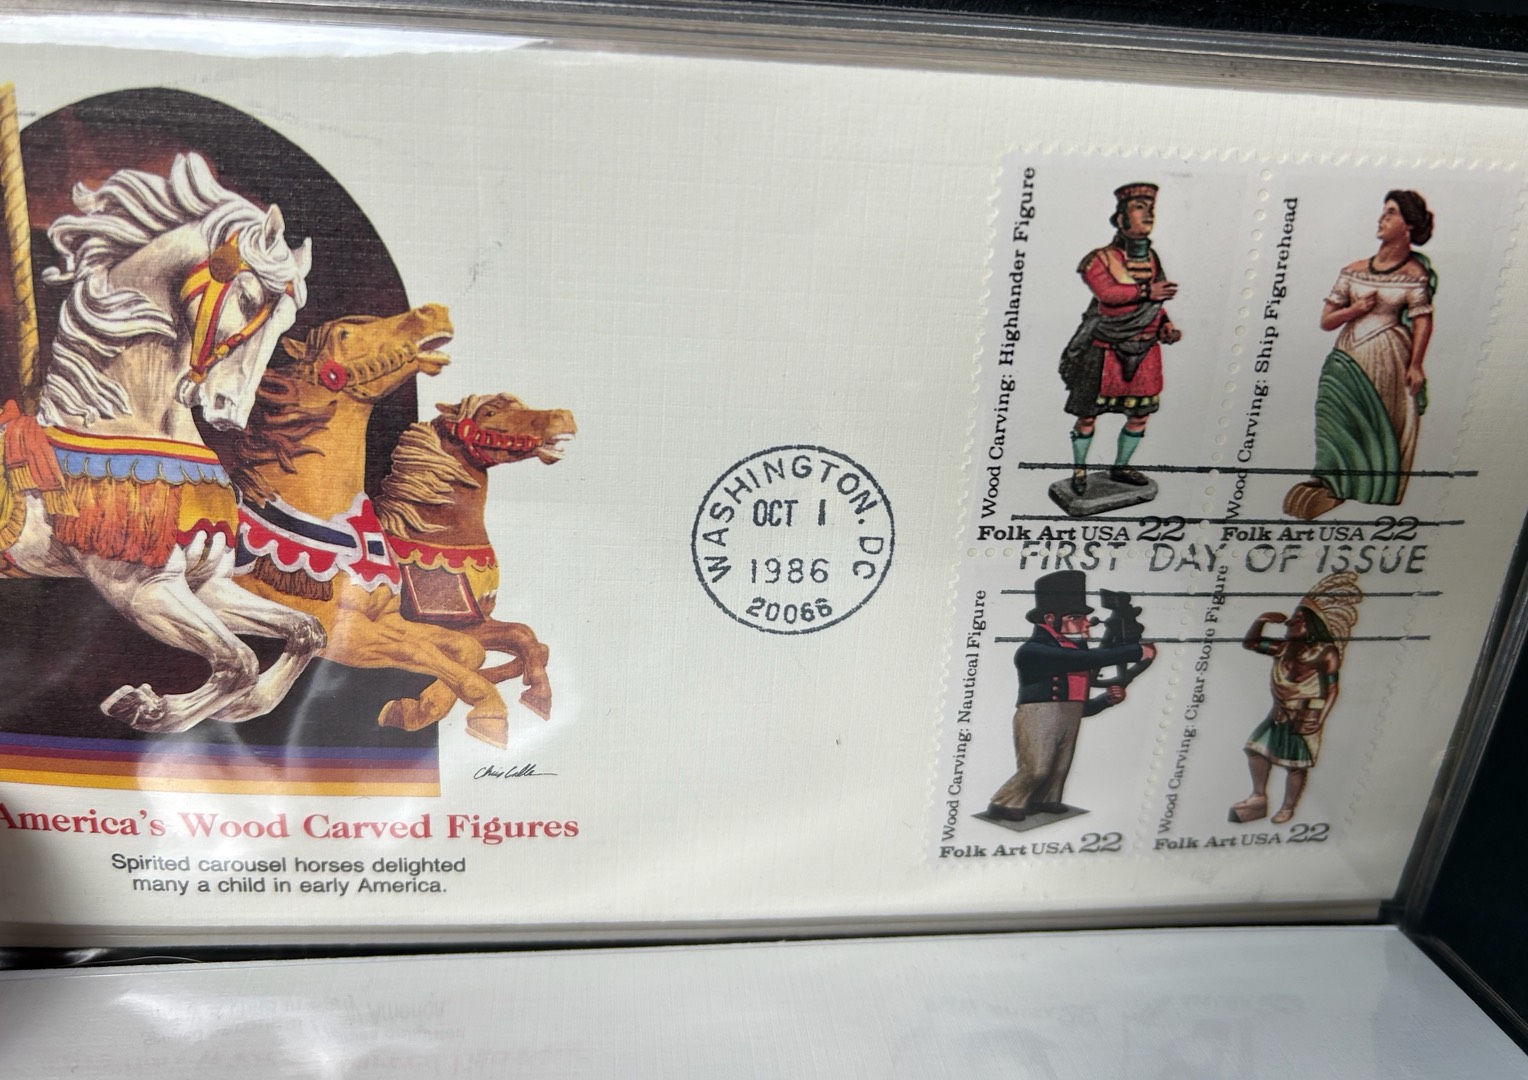 WASHINGTON. DC
OCT 1
1986
20066
Wood Carving: Highlander Figure
Folk Art USA 22
Wood Carving: Ship Figurehead
Folk Art USA 22
FIRST DAY OF ISSUE
Wood Carving: Nautical Figure
Folk Art USA 22
Wood Carving: Cigar-Store Figure
Folk Art USA 22
America's Wood Carved Figures
Spirited carousel horses delighted
many a child in early America.